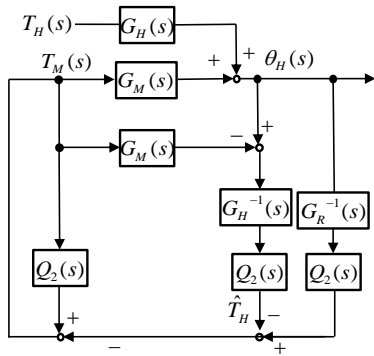 T_H(s)
G_H(s)
+
T_M(s)
G_M(s)
+
θ_H(s)
G_M(s)
−
+
G_H^{-1}(s)
G_R^{-1}(s)
Q_2(s)
Q_2(s)
Q_2(s)
T̂_H
−
+
−
+